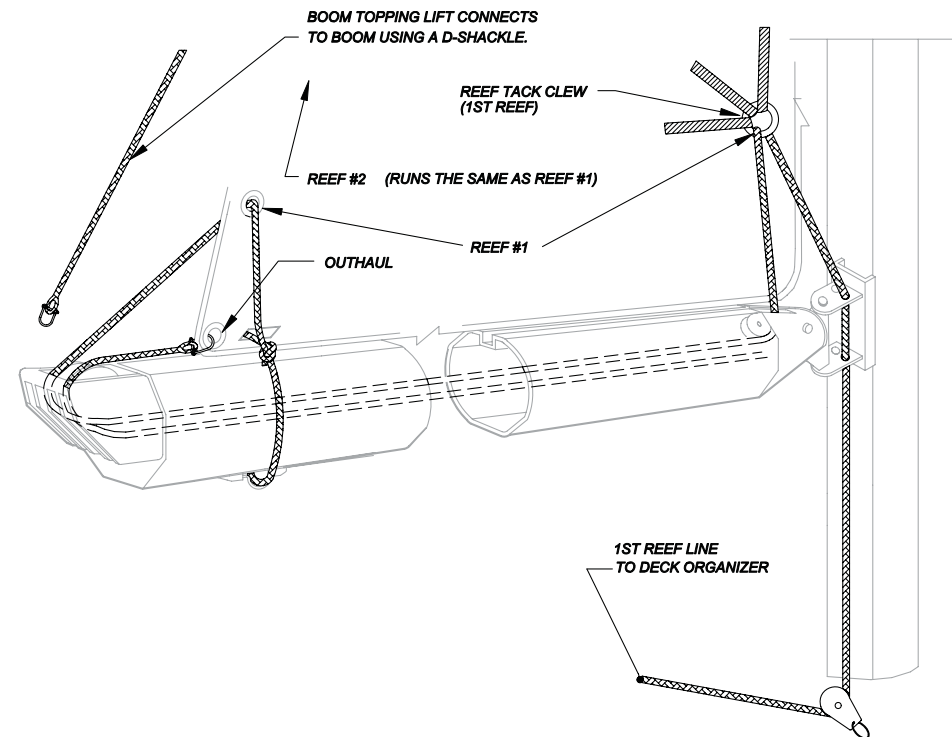 BOOM TOPPING LIFT CONNECTS
TO BOOM USING A D-SHACKLE.
REEF TACK CLEW
(1ST REEF)
REEF #2 (RUNS THE SAME AS REEF #1)
REEF #1
OUTHAUL
1ST REEF LINE
TO DECK ORGANIZER